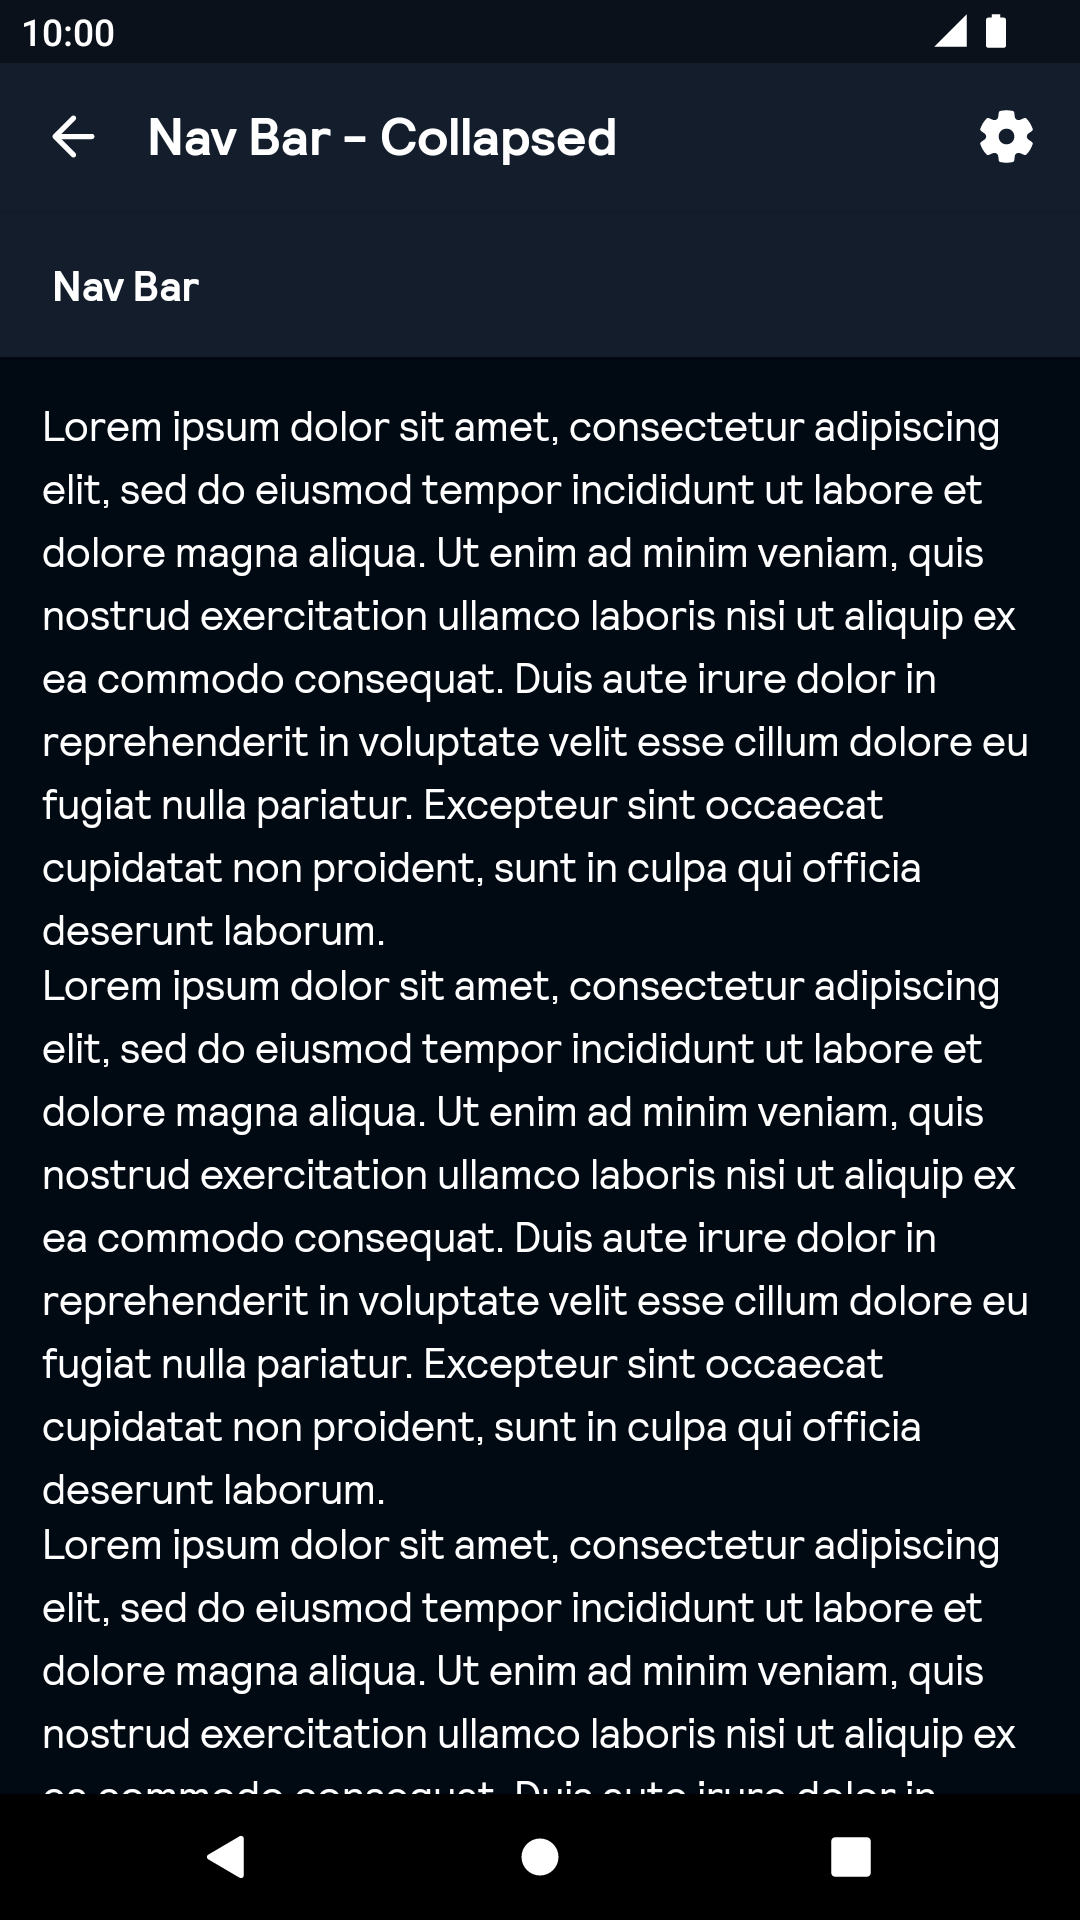 10:00
Nav Bar - Collapsed
Nav Bar
Lorem ipsum dolor sit amet, consectetur adipiscing
elit, sed do eiusmod tempor incididunt ut labore et
dolore magna aliqua. Ut enim ad minim veniam, quis
nostrud exercitation ullamco laboris nisi ut aliquip ex
ea commodo consequat. Duis aute irure dolor in
reprehenderit in voluptate velit esse cillum dolore eu
fugiat nulla pariatur. Excepteur sint occaecat
cupidatat non proident, sunt in culpa qui officia
deserunt laborum.
Lorem ipsum dolor sit amet, consectetur adipiscing
elit, sed do eiusmod tempor incididunt ut labore et
dolore magna aliqua. Ut enim ad minim veniam, quis
nostrud exercitation ullamco laboris nisi ut aliquip ex
ea commodo consequat. Duis aute irure dolor in
reprehenderit in voluptate velit esse cillum dolore eu
fugiat nulla pariatur. Excepteur sint occaecat
cupidatat non proident, sunt in culpa qui officia
deserunt laborum.
Lorem ipsum dolor sit amet, consectetur adipiscing
elit, sed do eiusmod tempor incididunt ut labore et
dolore magna aliqua. Ut enim ad minim veniam, quis
nostrud exercitation ullamco laboris nisi ut aliquip ex
ea commodo consequat. Duis aute irure dolor in